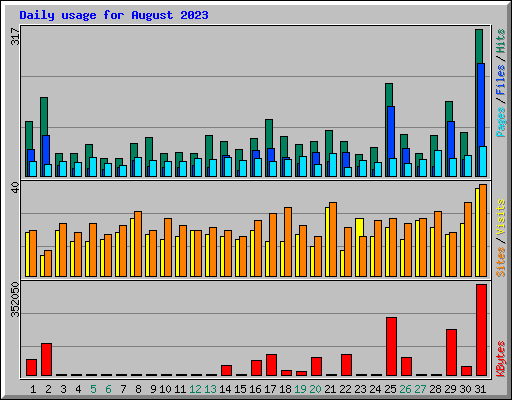 Daily usage for August 2023
317
Pages/Files/Hits
40
Sites/Visits
352050
KBytes
1 2 3 4 5 6 7 8 9 10 11 12 13 14 15 16 17 18 19 20 21 22 23 24 25 26 27 28 29 30 31